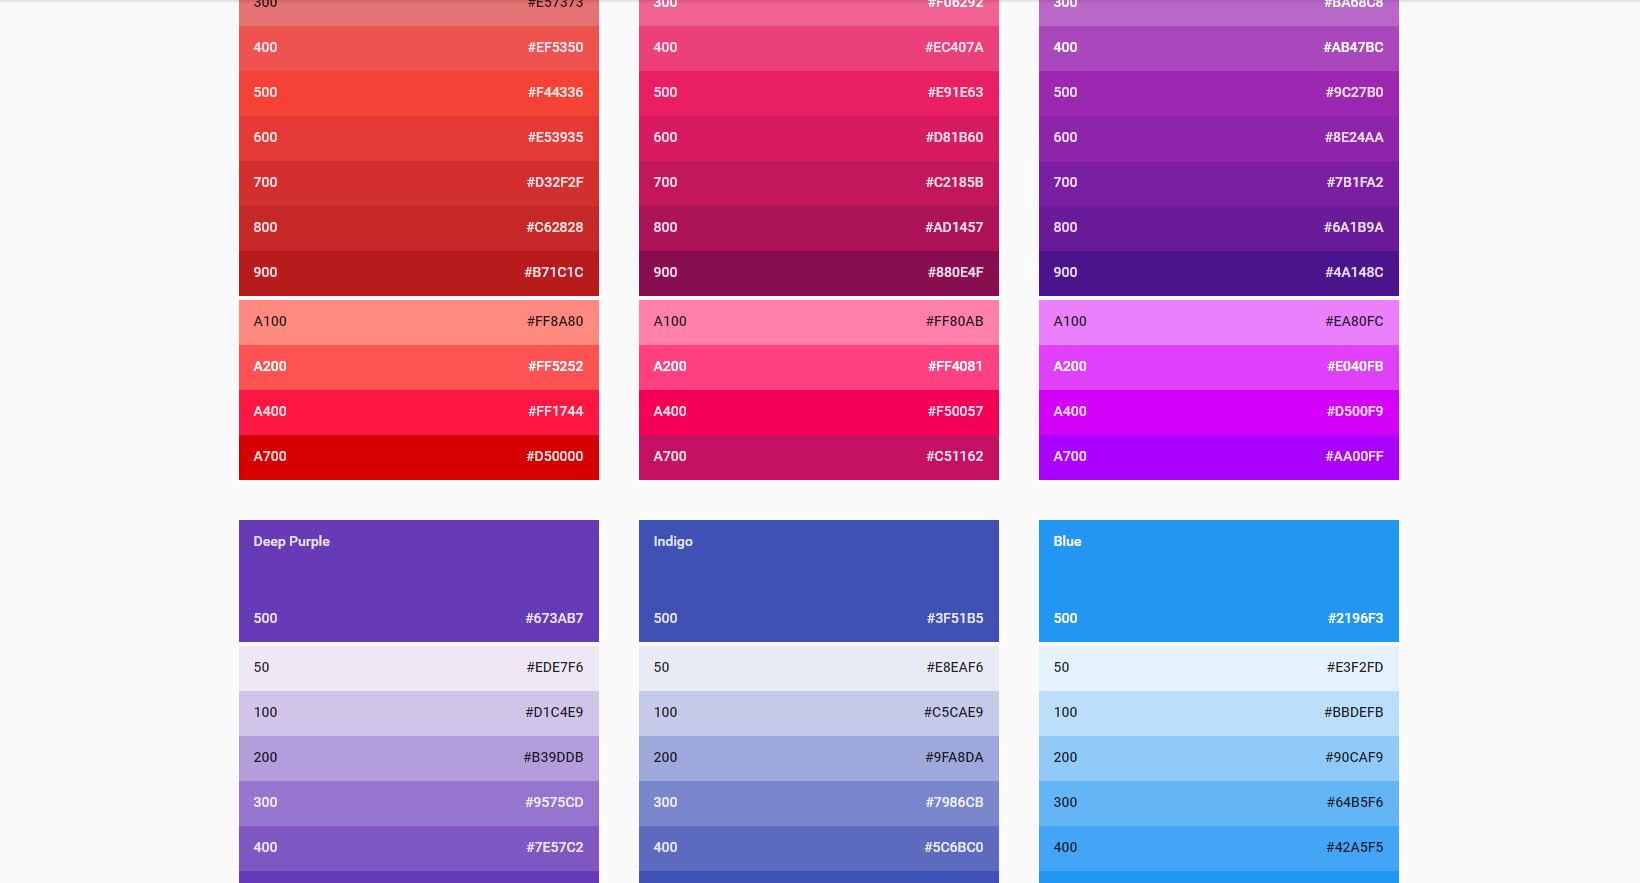 300 #E57373
400 #EF5350
500 #F44336
600 #E53935
700 #D32F2F
800 #C62828
900 #B71C1C
A100 #FF8A80
A200 #FF5252
A400 #FF1744
A700 #D50000
300 #F06292
400 #EC407A
500 #E91E63
600 #D81B60
700 #C2185B
800 #AD1457
900 #880E4F
A100 #FF80AB
A200 #FF4081
A400 #F50057
A700 #C51162
300 #BA68C8
400 #AB47BC
500 #9C27B0
600 #8E24AA
700 #7B1FA2
800 #6A1B9A
900 #4A148C
A100 #EA80FC
A200 #E040FB
A400 #D500F9
A700 #AA00FF
Deep Purple
500 #673AB7
50 #EDE7F6
100 #D1C4E9
200 #B39DDB
300 #9575CD
400 #7E57C2
Indigo
500 #3F51B5
50 #E8EAF6
100 #C5CAE9
200 #9FA8DA
300 #7986CB
400 #5C6BC0
Blue
500 #2196F3
50 #E3F2FD
100 #BBDEFB
200 #90CAF9
300 #64B5F6
400 #42A5F5